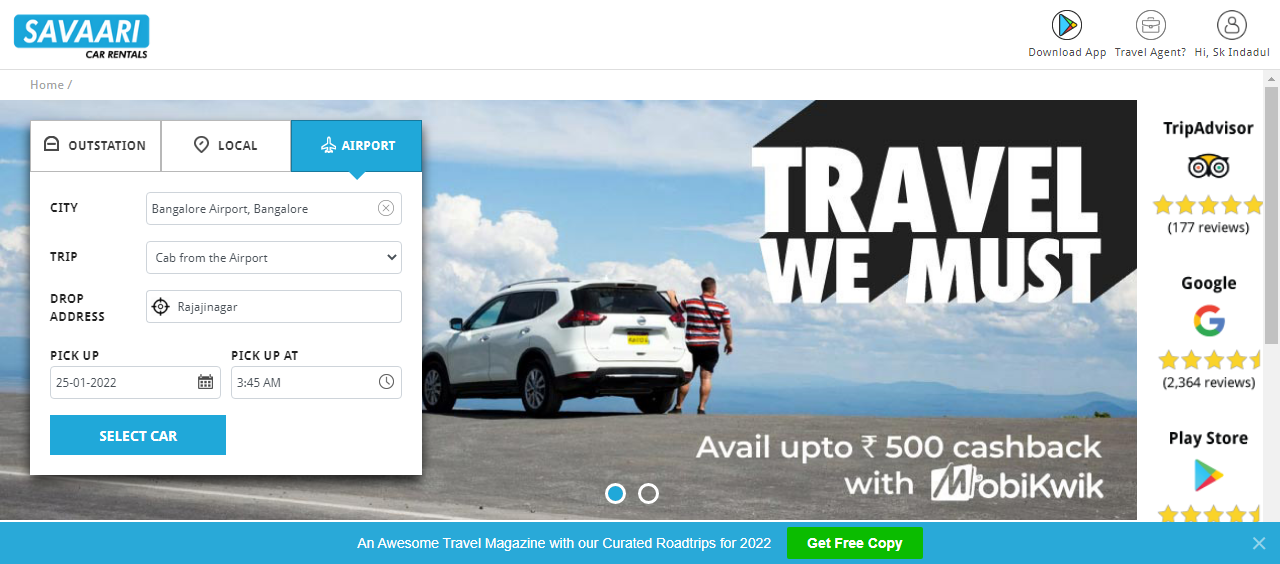 SAVAARI
CAR RENTALS
Download App
Travel Agent?
Hi, Sk Indadul
Home /
OUTSTATION
LOCAL
AIRPORT
CITY
Bangalore Airport, Bangalore
TRIP
Cab from the Airport
DROP
ADDRESS
Rajajinagar
PICK UP
PICK UP AT
25-01-2022
3:45 AM
SELECT CAR
TRAVEL
WE MUST
Avail upto ₹ 500 cashback
with MobiKwik
TripAdvisor
(177 reviews)
Google
(2,364 reviews)
Play Store
An Awesome Travel Magazine with our Curated Roadtrips for 2022
Get Free Copy